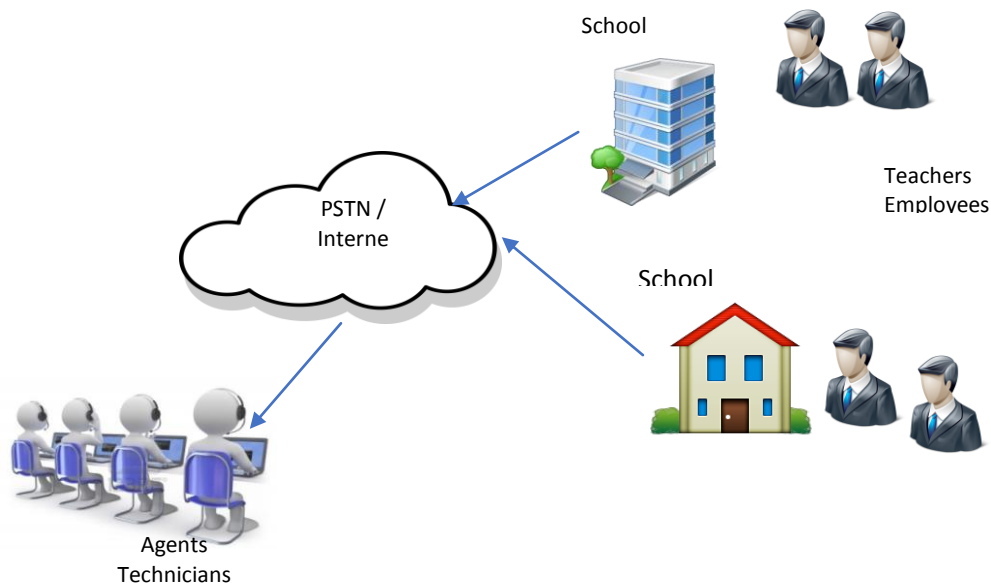 School
Teachers
Employees
PSTN /
Interne
School
Agents
Technicians